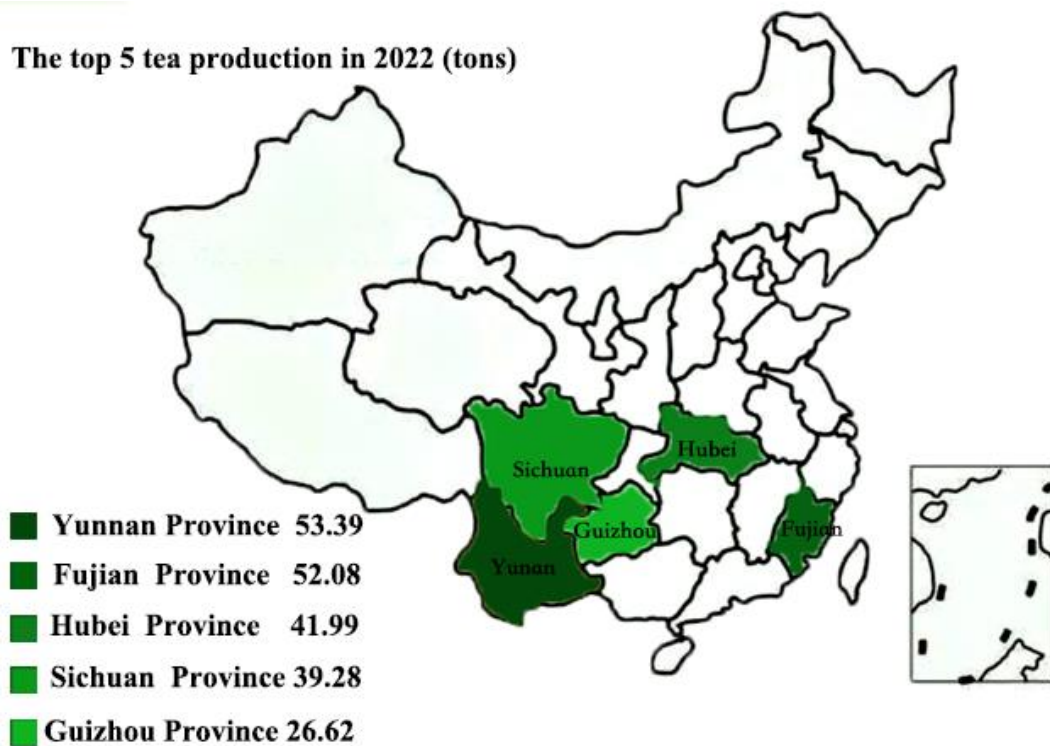 The top 5 tea production in 2022 (tons)
Hubei
Sichuan
Guizhou
Fujian
Yunan
Yunnan Province 53.39
Fujian Province 52.08
Hubei Province 41.99
Sichuan Province 39.28
Guizhou Province 26.62